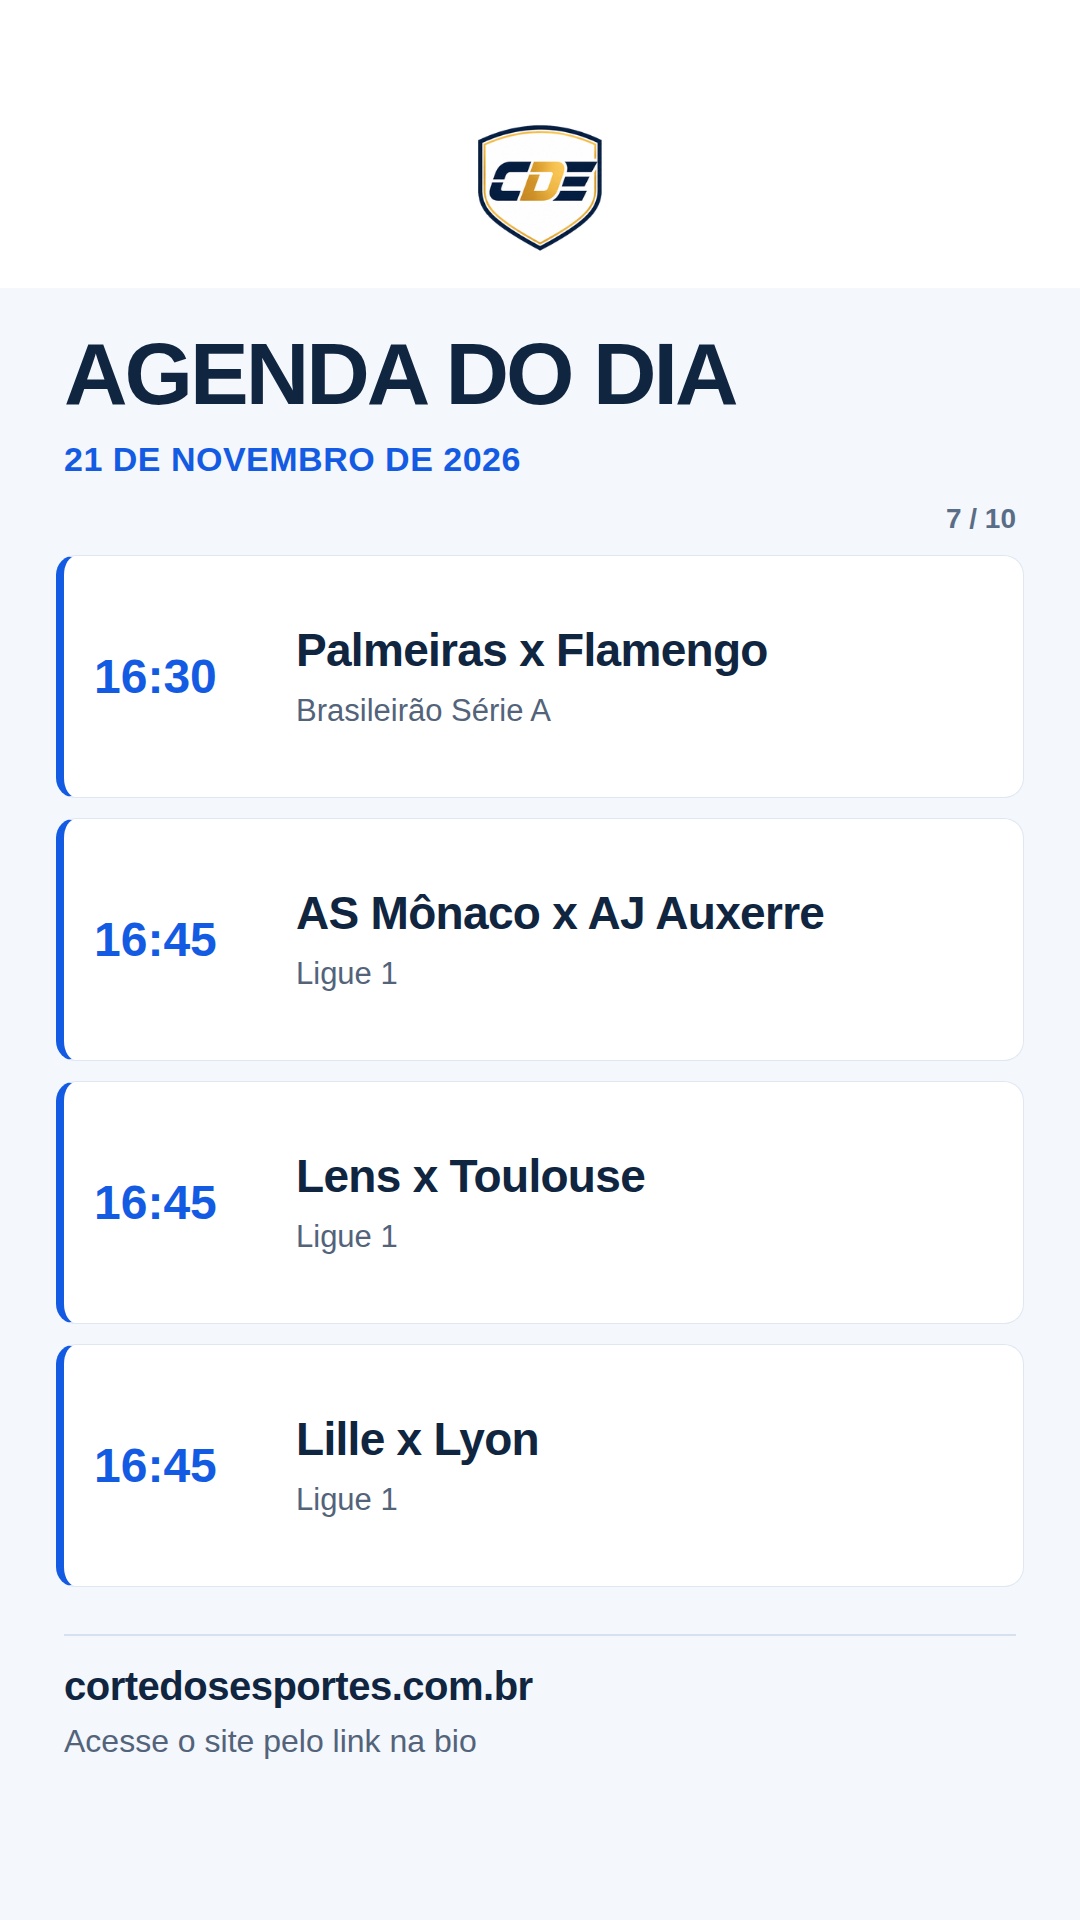 CDE
AGENDA DO DIA
21 DE NOVEMBRO DE 2026
7 / 10
16:30
Palmeiras x Flamengo
Brasileirão Série A
16:45
AS Mônaco x AJ Auxerre
Ligue 1
16:45
Lens x Toulouse
Ligue 1
16:45
Lille x Lyon
Ligue 1
cortedosesportes.com.br
Acesse o site pelo link na bio